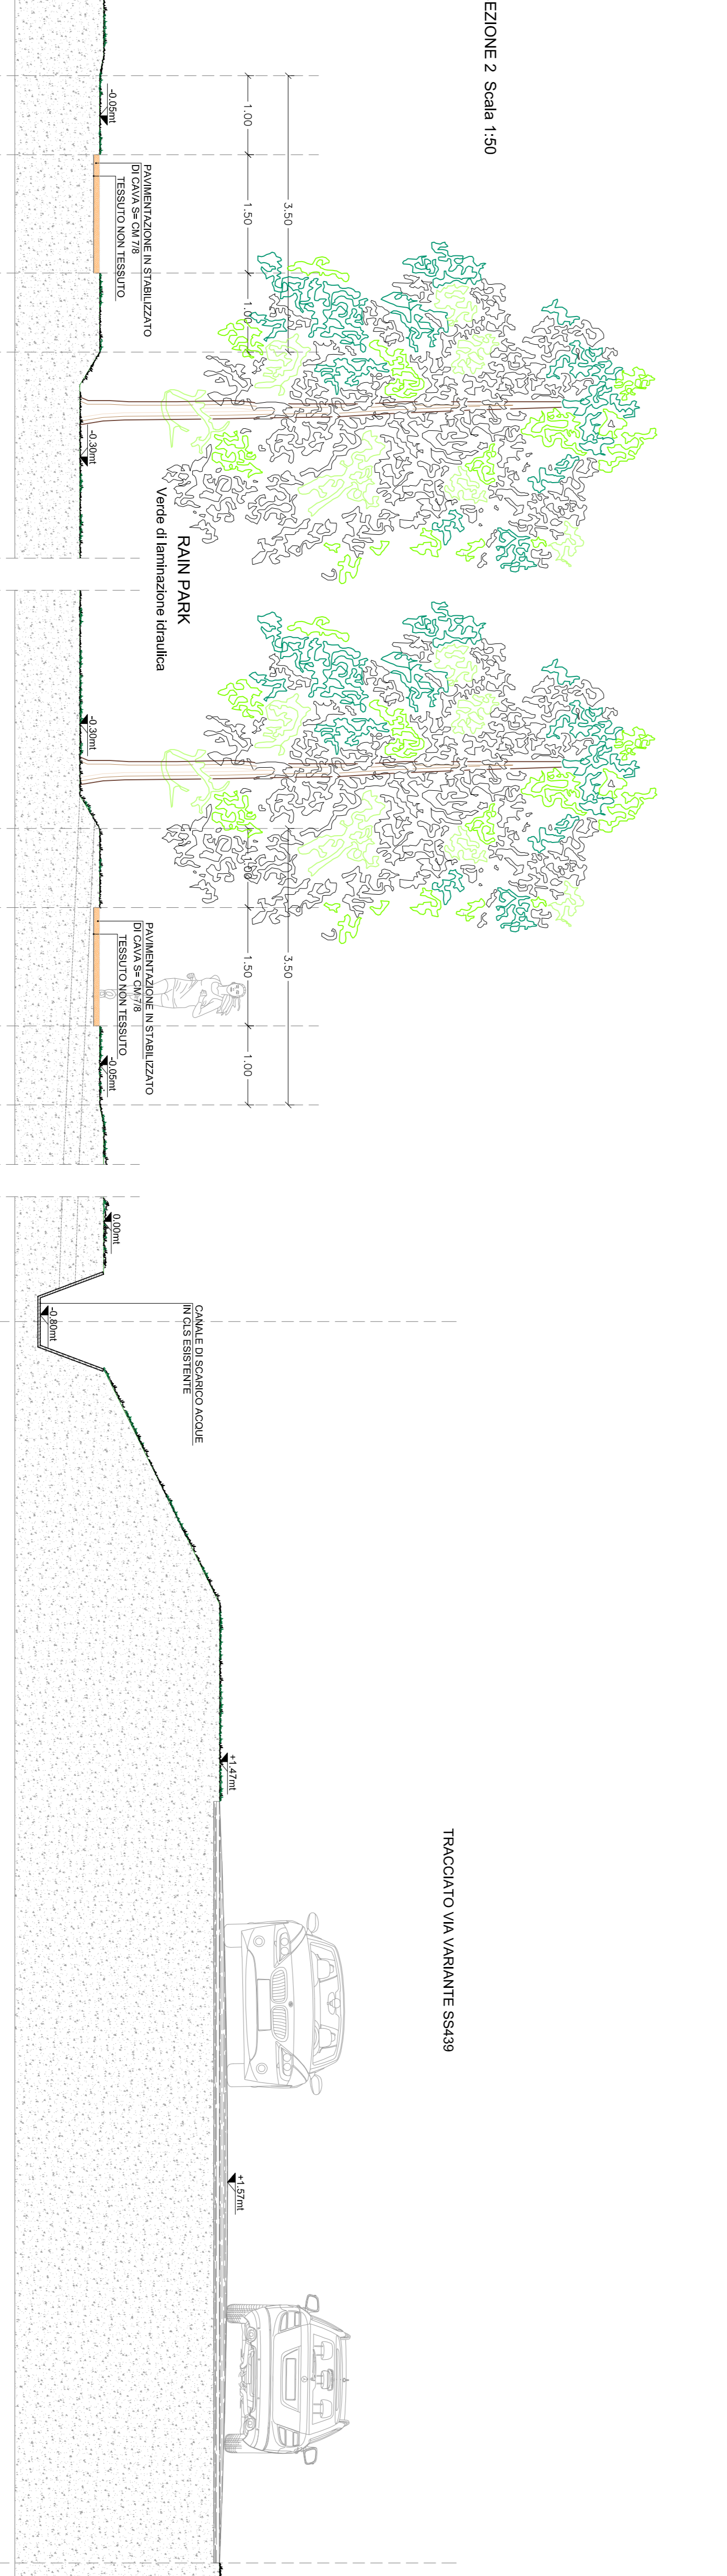 EZIONE 2  Scala 1:50
3.50
1.00
1.50
1.00
-0.05mt
PAVIMENTAZIONE IN STABILIZZATO
DI CAVA S= CM 7/8
TESSUTO NON TESSUTO
-0.30mt
RAIN PARK
Verde di laminazione idraulica
-0.30mt
3.50
1.00
1.50
1.00
PAVIMENTAZIONE IN STABILIZZATO
DI CAVA S= CM 7/8
TESSUTO NON TESSUTO
-0.05mt
0.00mt
CANALE DI SCARICO ACQUE
IN CLS ESISTENTE
-0.80mt
TRACCIATO VIA VARIANTE SS439
+1.47mt
+1.57mt